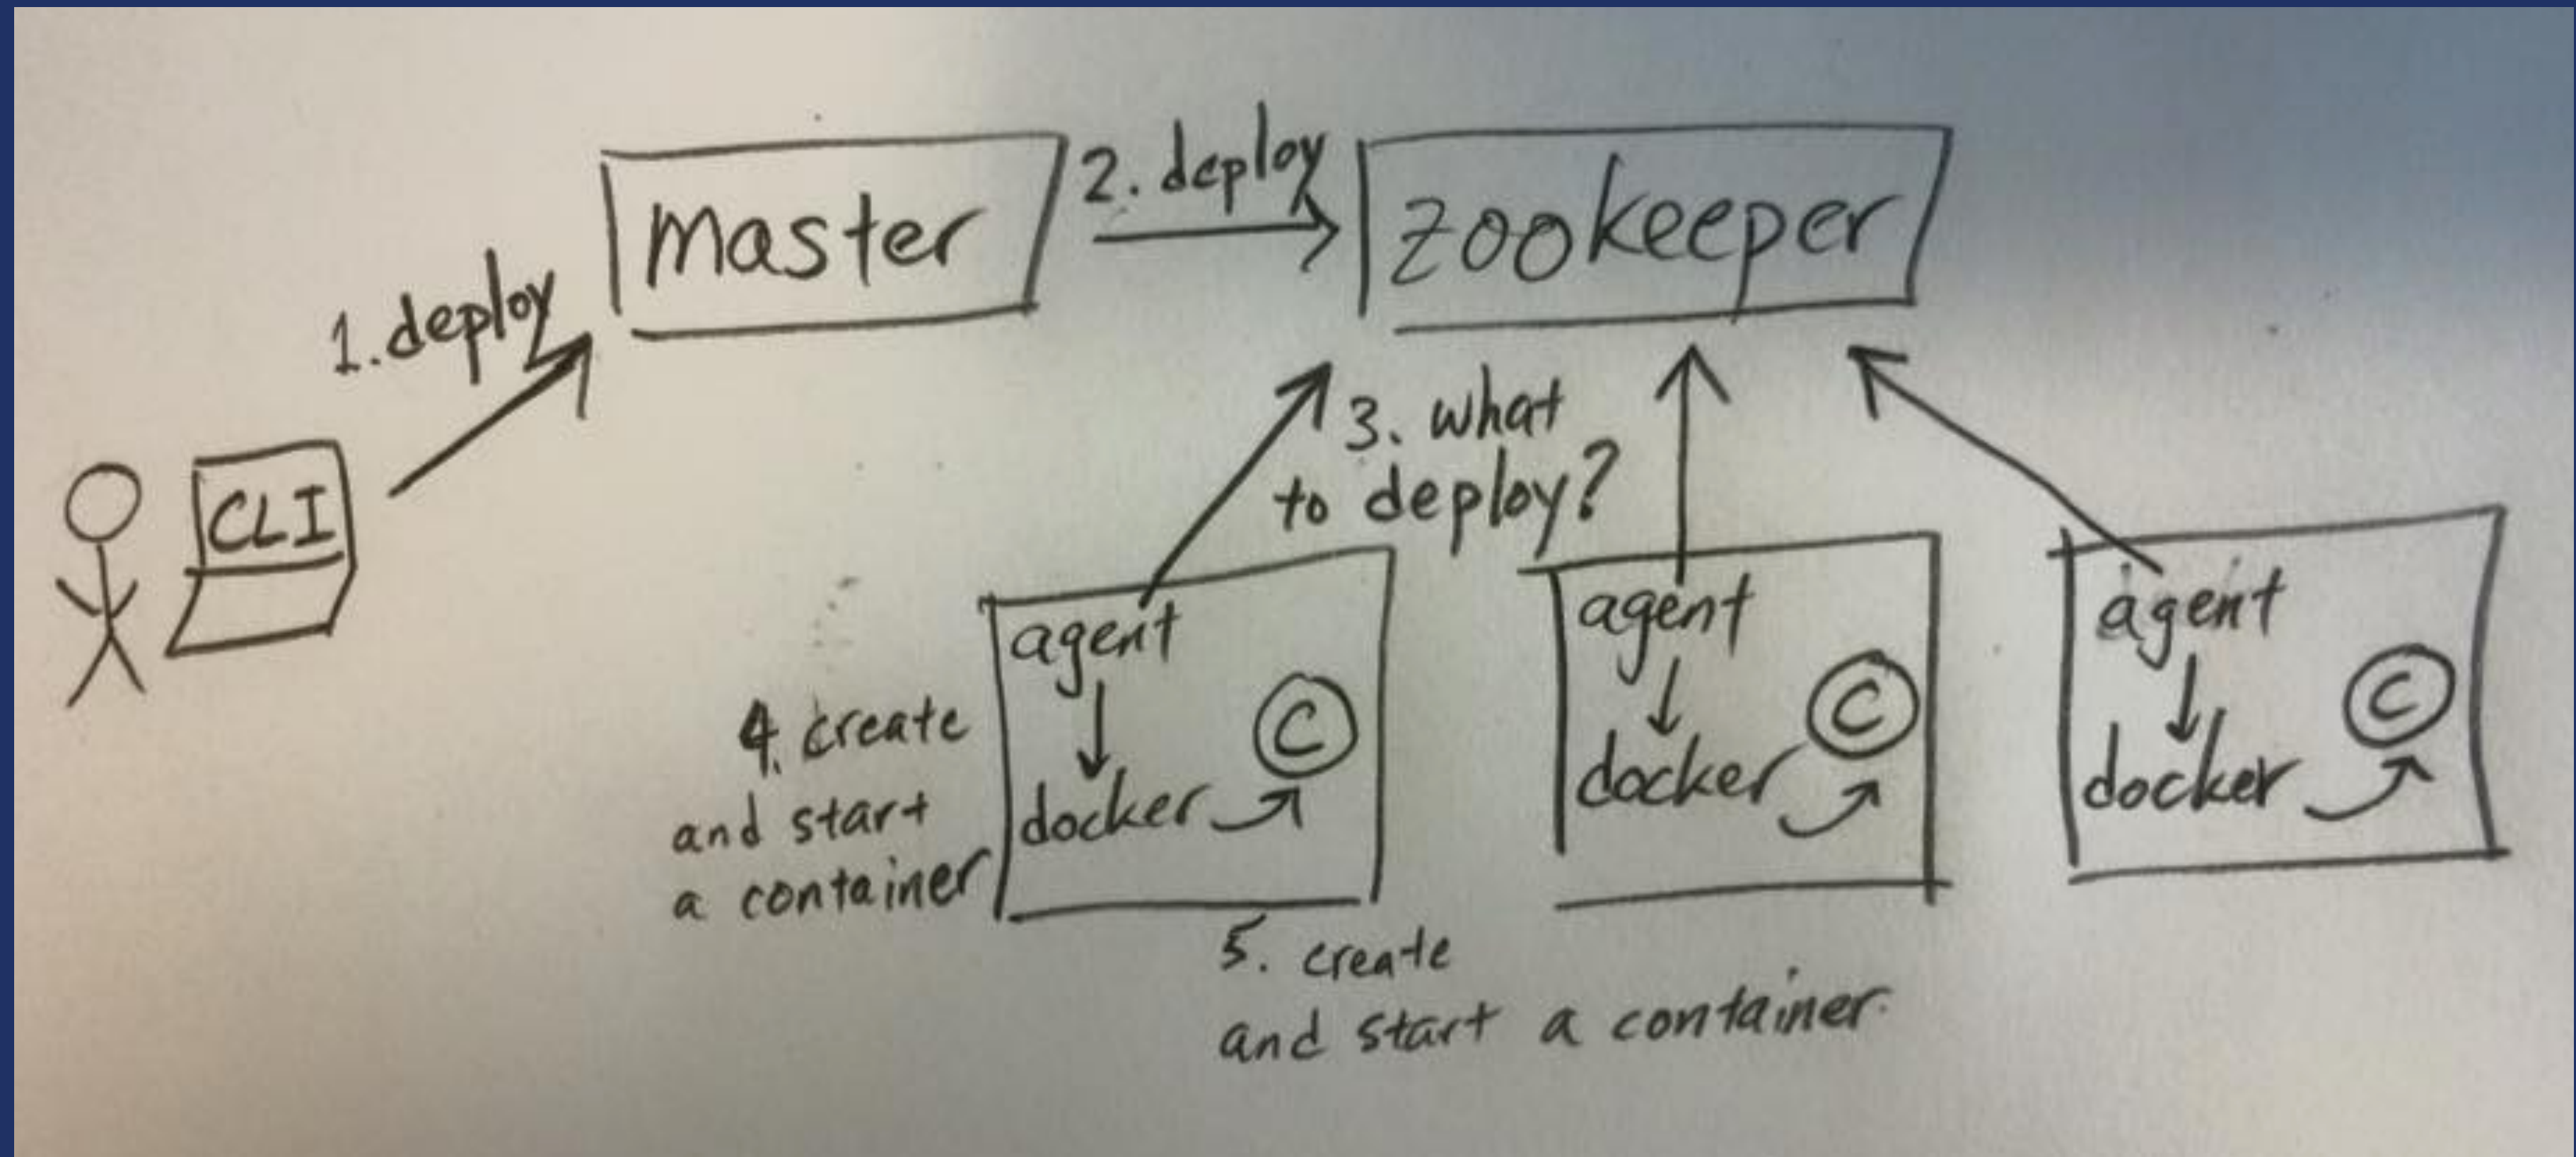 master
2. deploy
zookeeper
1. deploy
CLI
3. what
to deploy?
agent
docker
C
agent
docker
C
agent
docker
C
4. create
and start
a container
5. create
and start a container.